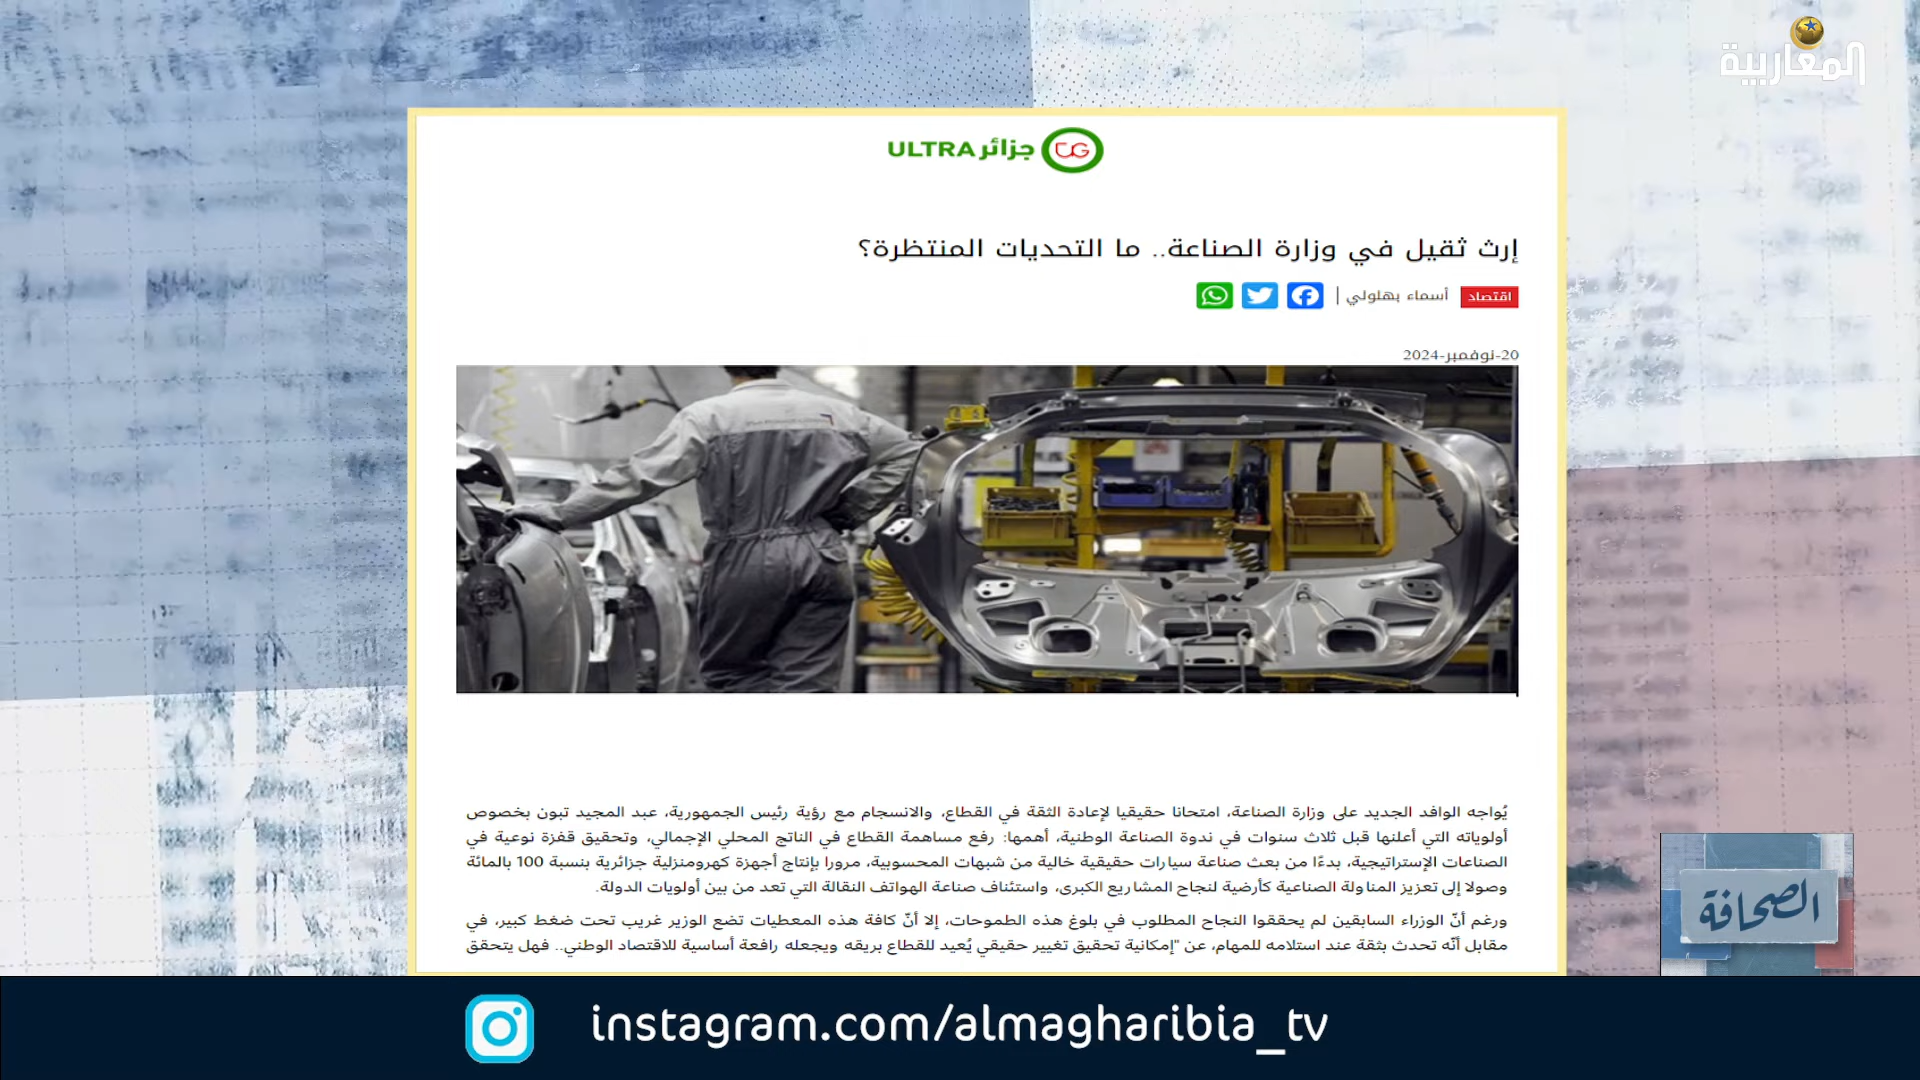 المغاربية
جزائر ULTRA
إرث ثقيل في وزارة الصناعة.. ما التحديات المنتظرة؟
اقتصاد أسماء بهلولي |
20-نوفمبر-2024
يُواجه الوافد الجديد على وزارة الصناعة، امتحانا حقيقيا لإعادة الثقة في القطاع، والانسجام مع رؤية رئيس الجمهورية، عبد المجيد تبون بخصوص
أولوياته التي أعلنها قبل ثلاث سنوات في ندوة الصناعة الوطنية، أهمها: رفع مساهمة القطاع في الناتج المحلي الإجمالي، وتحقيق قفزة نوعية في
الصناعات الإستراتيجية، بدءًا من بعث صناعة سيارات حقيقية خالية من شبهات المحسوبية، مرورا بإنتاج أجهزة كهرومنزلية جزائرية بنسبة 100 بالمائة
وصولا إلى تعزيز المناولة الصناعية كأرضية لنجاح المشاريع الكبرى، واستئناف صناعة الهواتف النقالة التي تعد من بين أولويات الدولة.
ورغم أنّ الوزراء السابقين لم يحققوا النجاح المطلوب في بلوغ هذه الطموحات، إلا أنّ كافة هذه المعطيات تضع الوزير غريب تحت ضغط كبير، في
مقابل أنّه تحدث بثقة عند استلامه للمهام، عن "إمكانية تحقيق تغيير حقيقي يُعيد للقطاع بريقه ويجعله رافعة أساسية للاقتصاد الوطني.. فهل يتحقق
الصحافة
instagram.com/almagharibia_tv